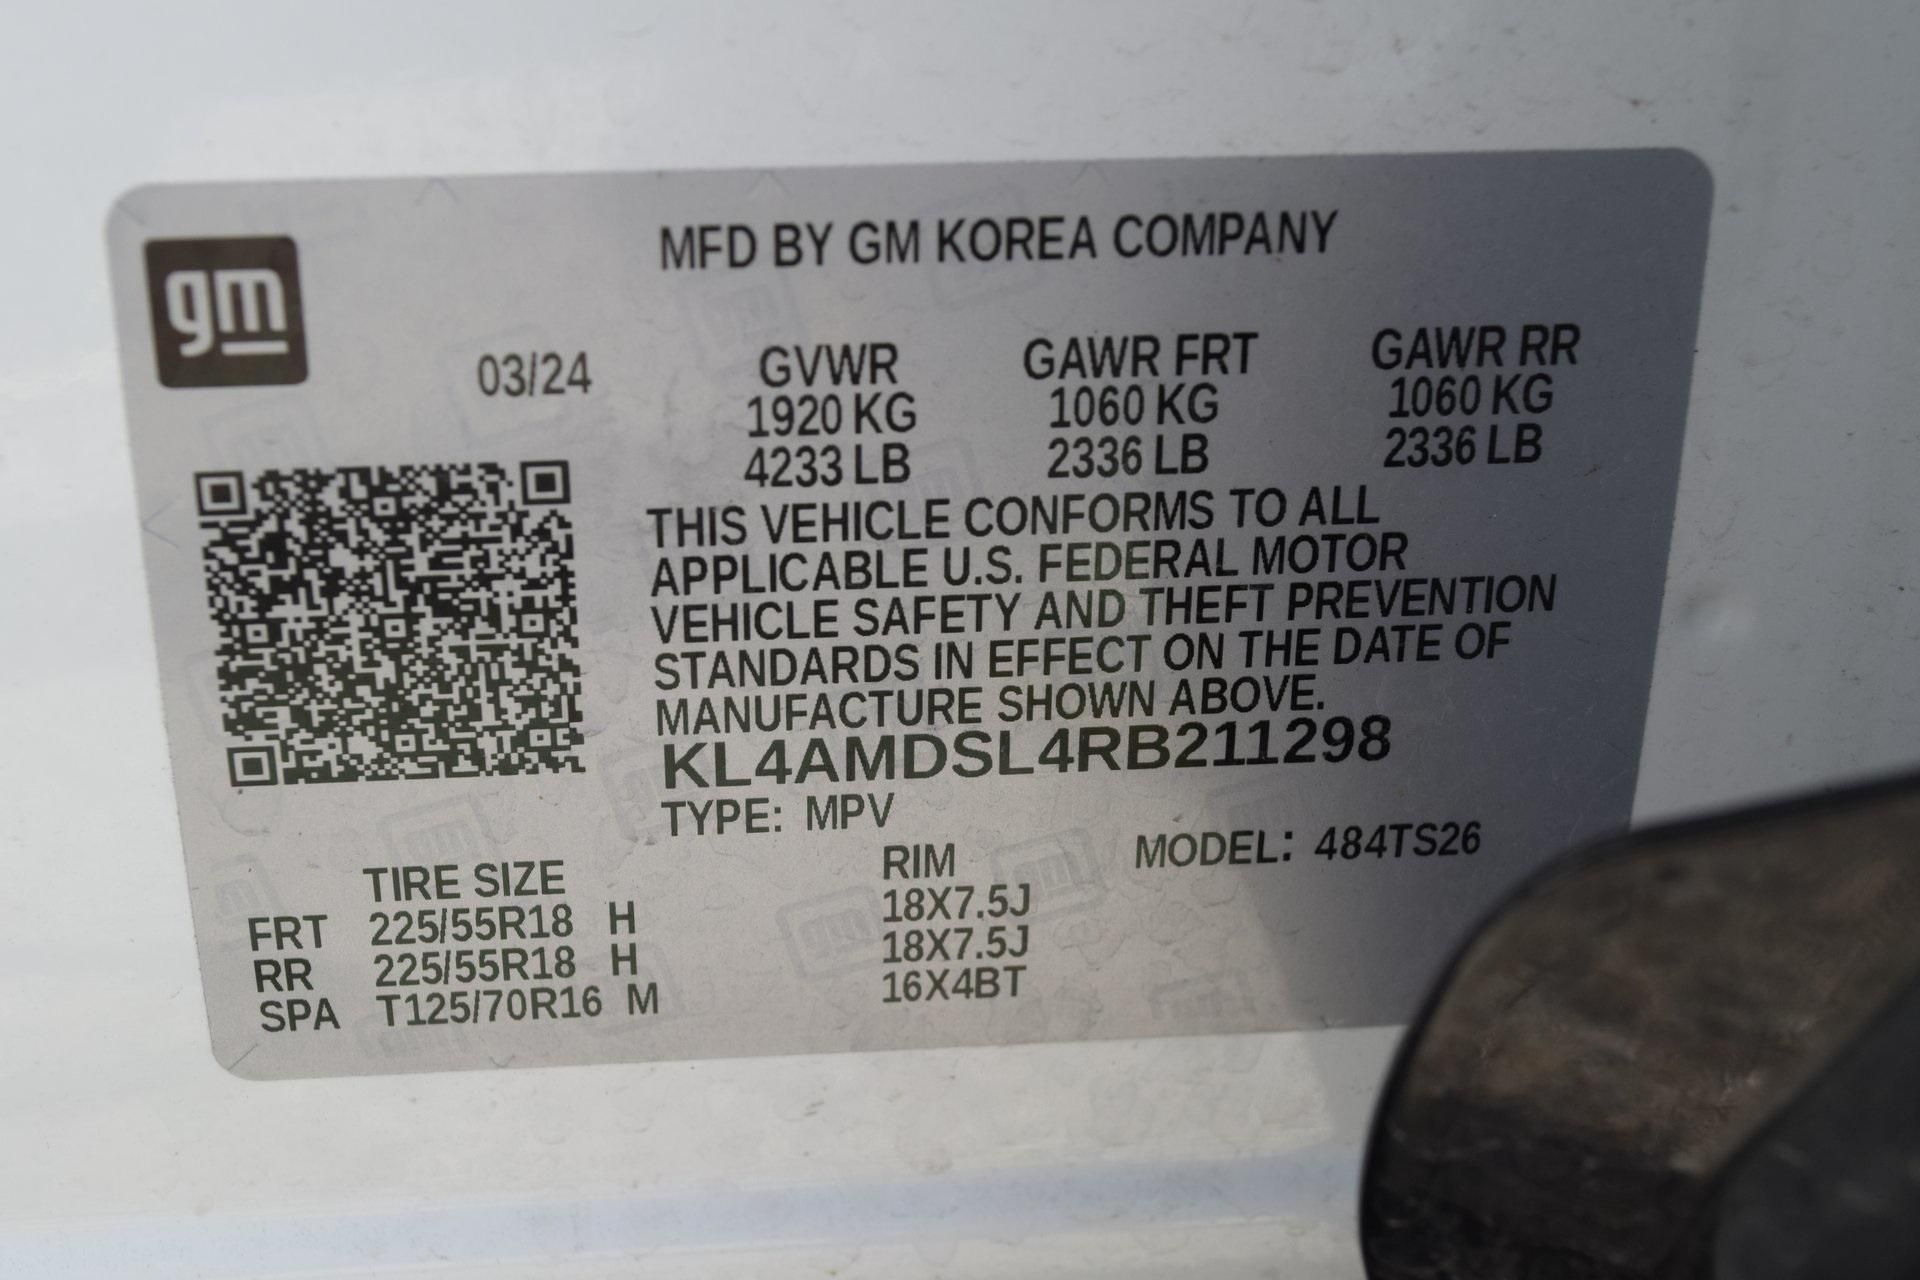 gm
MFD BY GM KOREA COMPANY
03/24
GVWR GAWR FRT GAWR RR
1920 KG 1060 KG 1060 KG
4233 LB 2336 LB 2336 LB
THIS VEHICLE CONFORMS TO ALL
APPLICABLE U.S. FEDERAL MOTOR
VEHICLE SAFETY AND THEFT PREVENTION
STANDARDS IN EFFECT ON THE DATE OF
MANUFACTURE SHOWN ABOVE.
KL4AMDSL4RB211298
TYPE: MPV
MODEL: 484TS26
TIRE SIZE RIM
FRT 225/55R18 H 18X7.5J
RR 225/55R18 H 18X7.5J
SPA T125/70R16 M 16X4BT